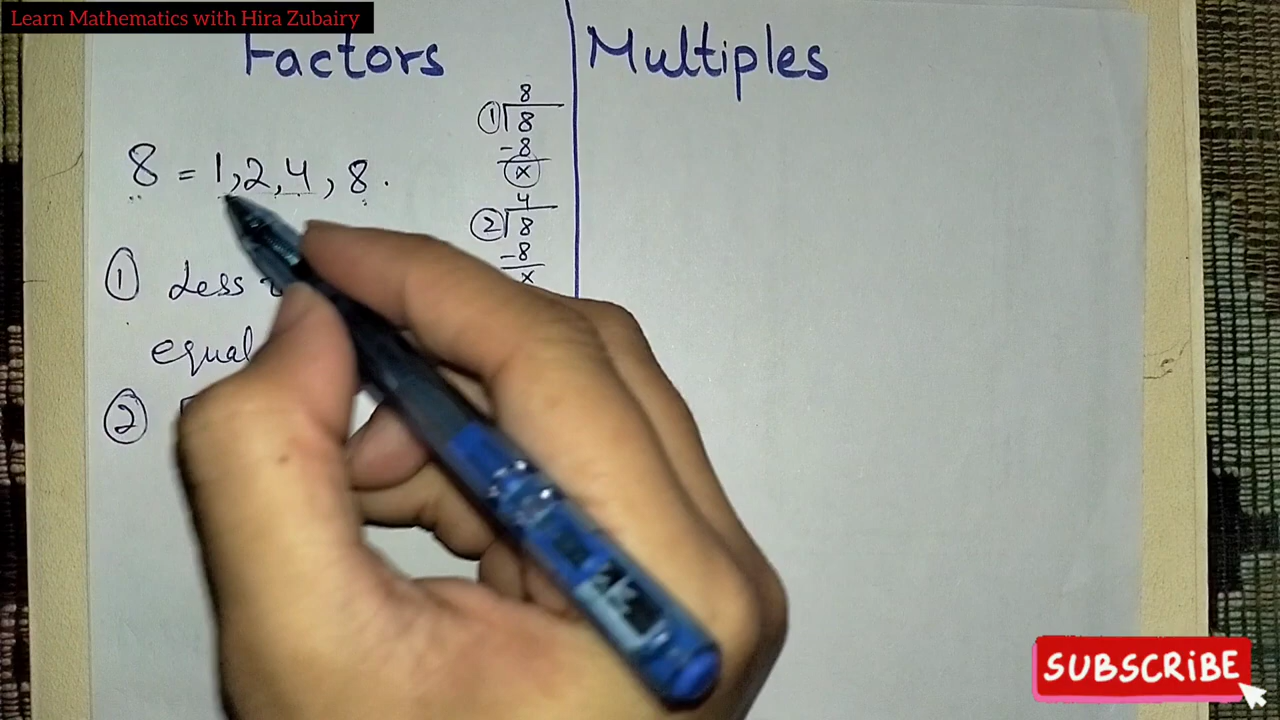 Learn Mathematics with Hira Zubairy
Factors
8 = 1, 2, 4, 8.
① Less
equal
②
Multiples
8
① 8
-8
x
4
② 8
-8
x
SUBSCRIBE